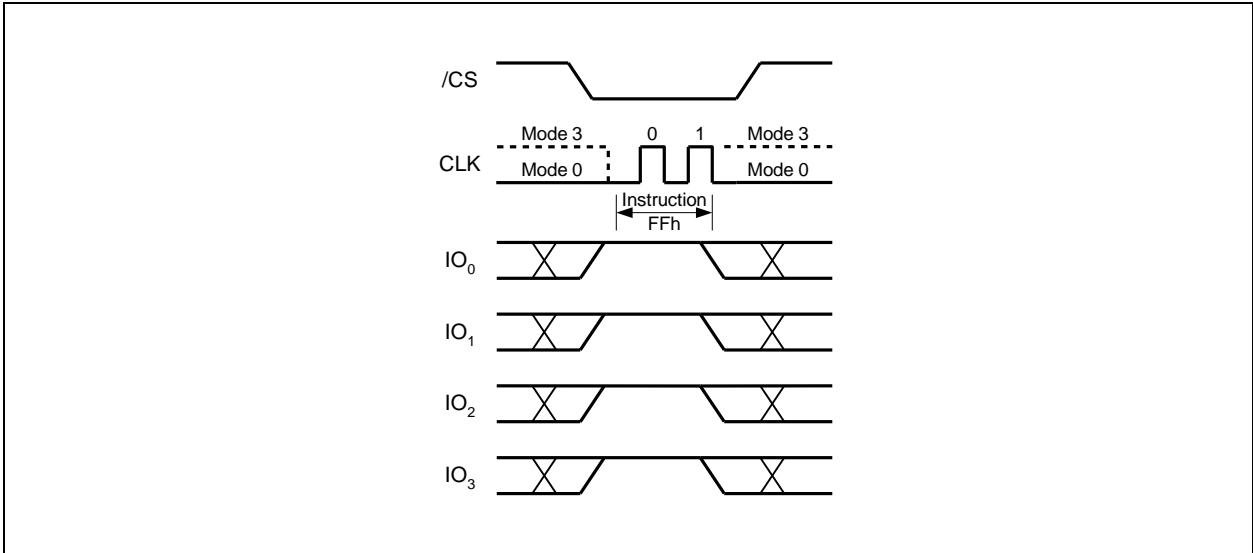 /CS
Mode 3 0 1 Mode 3
CLK Mode 0 Mode 0
Instruction
FFh
IO0
IO1
IO2
IO3